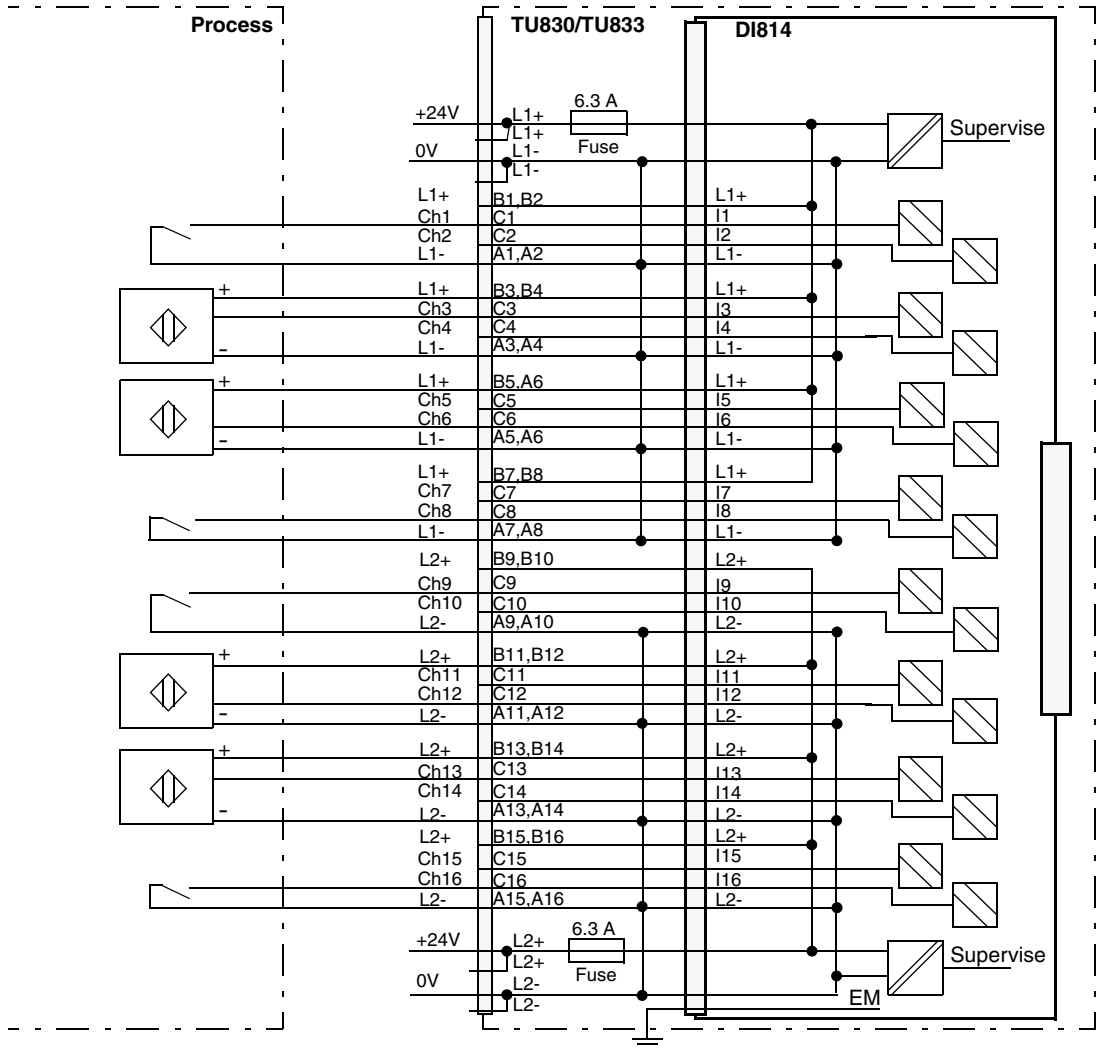 Process TU830/TU833 DI814
6.3 A
+24V L1+
L1+ Supervise
0V L1- Fuse
L1-
L1+ B1,B2 L1+
Ch1 C1 I1
Ch2 C2 I2
L1- A1,A2 L1-
+ L1+ B3.B4 L1+
Ch3 C3 I3
Ch4 C4 I4
- L1- A3,A4 L1-
+ L1+ B5,A6 L1+
Ch5 C5 I5
Ch6 C6 I6
- L1- A5,A6 L1-
L1+ B7,B8 L1+
Ch7 C7 I7
Ch8 C8 I8
L1- A7,A8 L1-
L2+ B9,B10 L2+
Ch9 C9 I9
Ch10 C10 I10
L2- A9,A10 L2-
+ L2+ B11,B12 L2+
Ch11 C11 I11
Ch12 C12 I12
- L2- A11,A12 L2-
+ L2+ B13,B14 L2+
Ch13 C13 I13
Ch14 C14 I14
- L2- A13,A14 L2-
L2+ B15,B16 L2+
Ch15 C15 I15
Ch16 C16 I16
L2- A15,A16 L2-
6.3 A
+24V L2+
L2+ Supervise
0V L2- Fuse
L2- EM